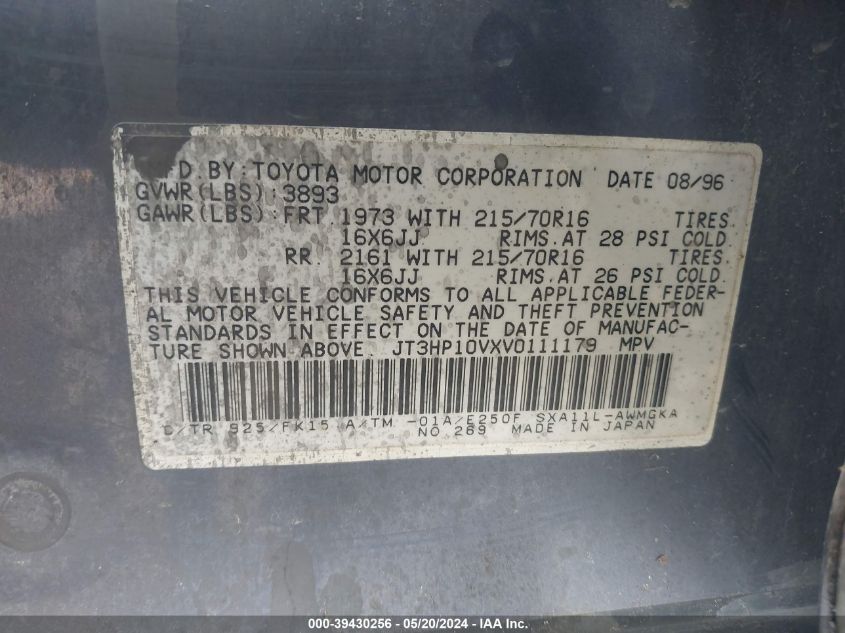 MFD. BY: TOYOTA MOTOR CORPORATION DATE 08/96
GVWR(LBS): 3893
GAWR(LBS): FRT. 1973 WITH 215/70R16 TIRES.
16X6JJ RIMS. AT 28 PSI COLD.
RR. 2161 WITH 215/70R16 TIRES.
16X6JJ RIMS. AT 26 PSI COLD.
THIS VEHICLE CONFORMS TO ALL APPLICABLE FEDER-
AL MOTOR VEHICLE SAFETY AND THEFT PREVENTION
STANDARDS IN EFFECT ON THE DATE OF MANUFAC-
TURE SHOWN ABOVE. JT3HP10VXV0111179 MPV
C/TR 925/FK15 A/TM -01A/E250F SXA11L-AWMGKA
NO.269 MADE IN JAPAN
000-39430256 - 05/20/2024 - IAA Inc.